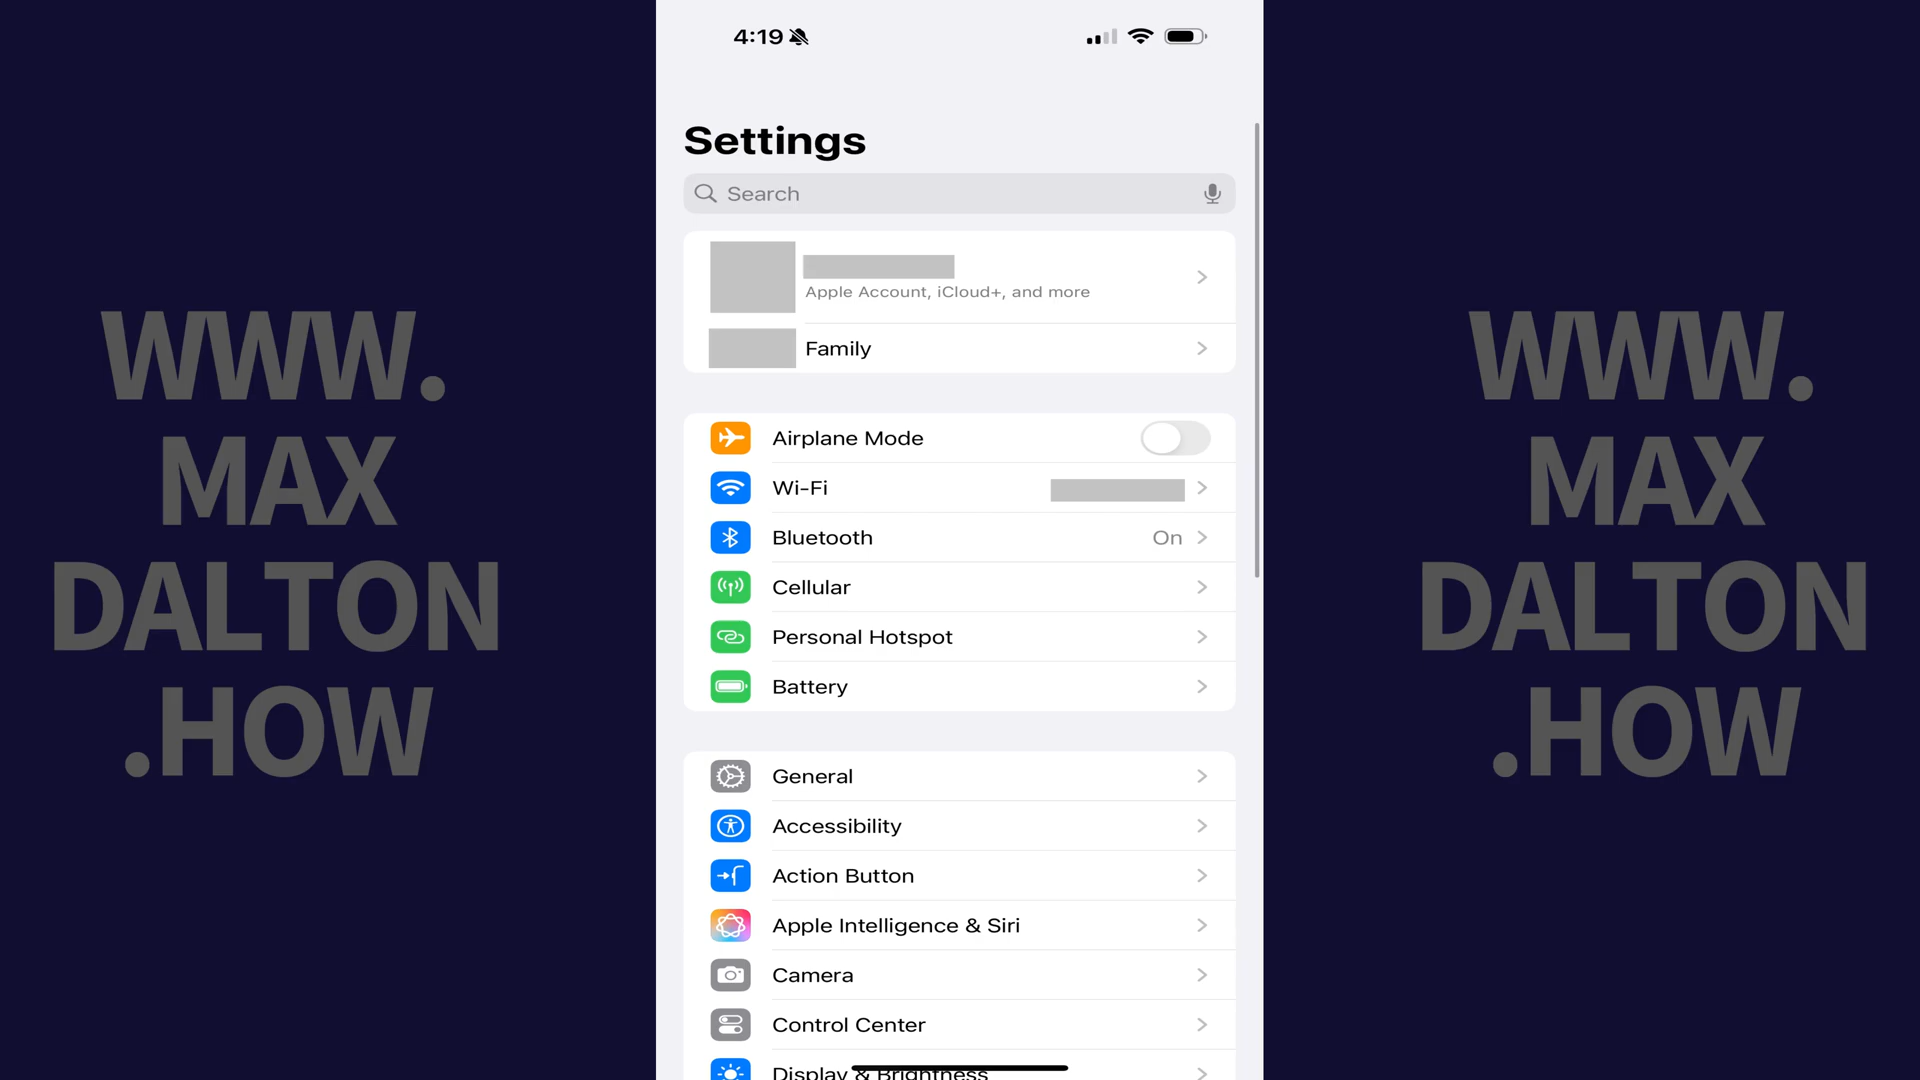 WWW.
MAX
DALTON
.HOW
4:19
Settings
Search
Apple Account, iCloud+, and more
Family
Airplane Mode
Wi-Fi
Bluetooth On
Cellular
Personal Hotspot
Battery
General
Accessibility
Action Button
Apple Intelligence & Siri
Camera
Control Center
Display & Brightness
WWW.
MAX
DALTON
.HOW